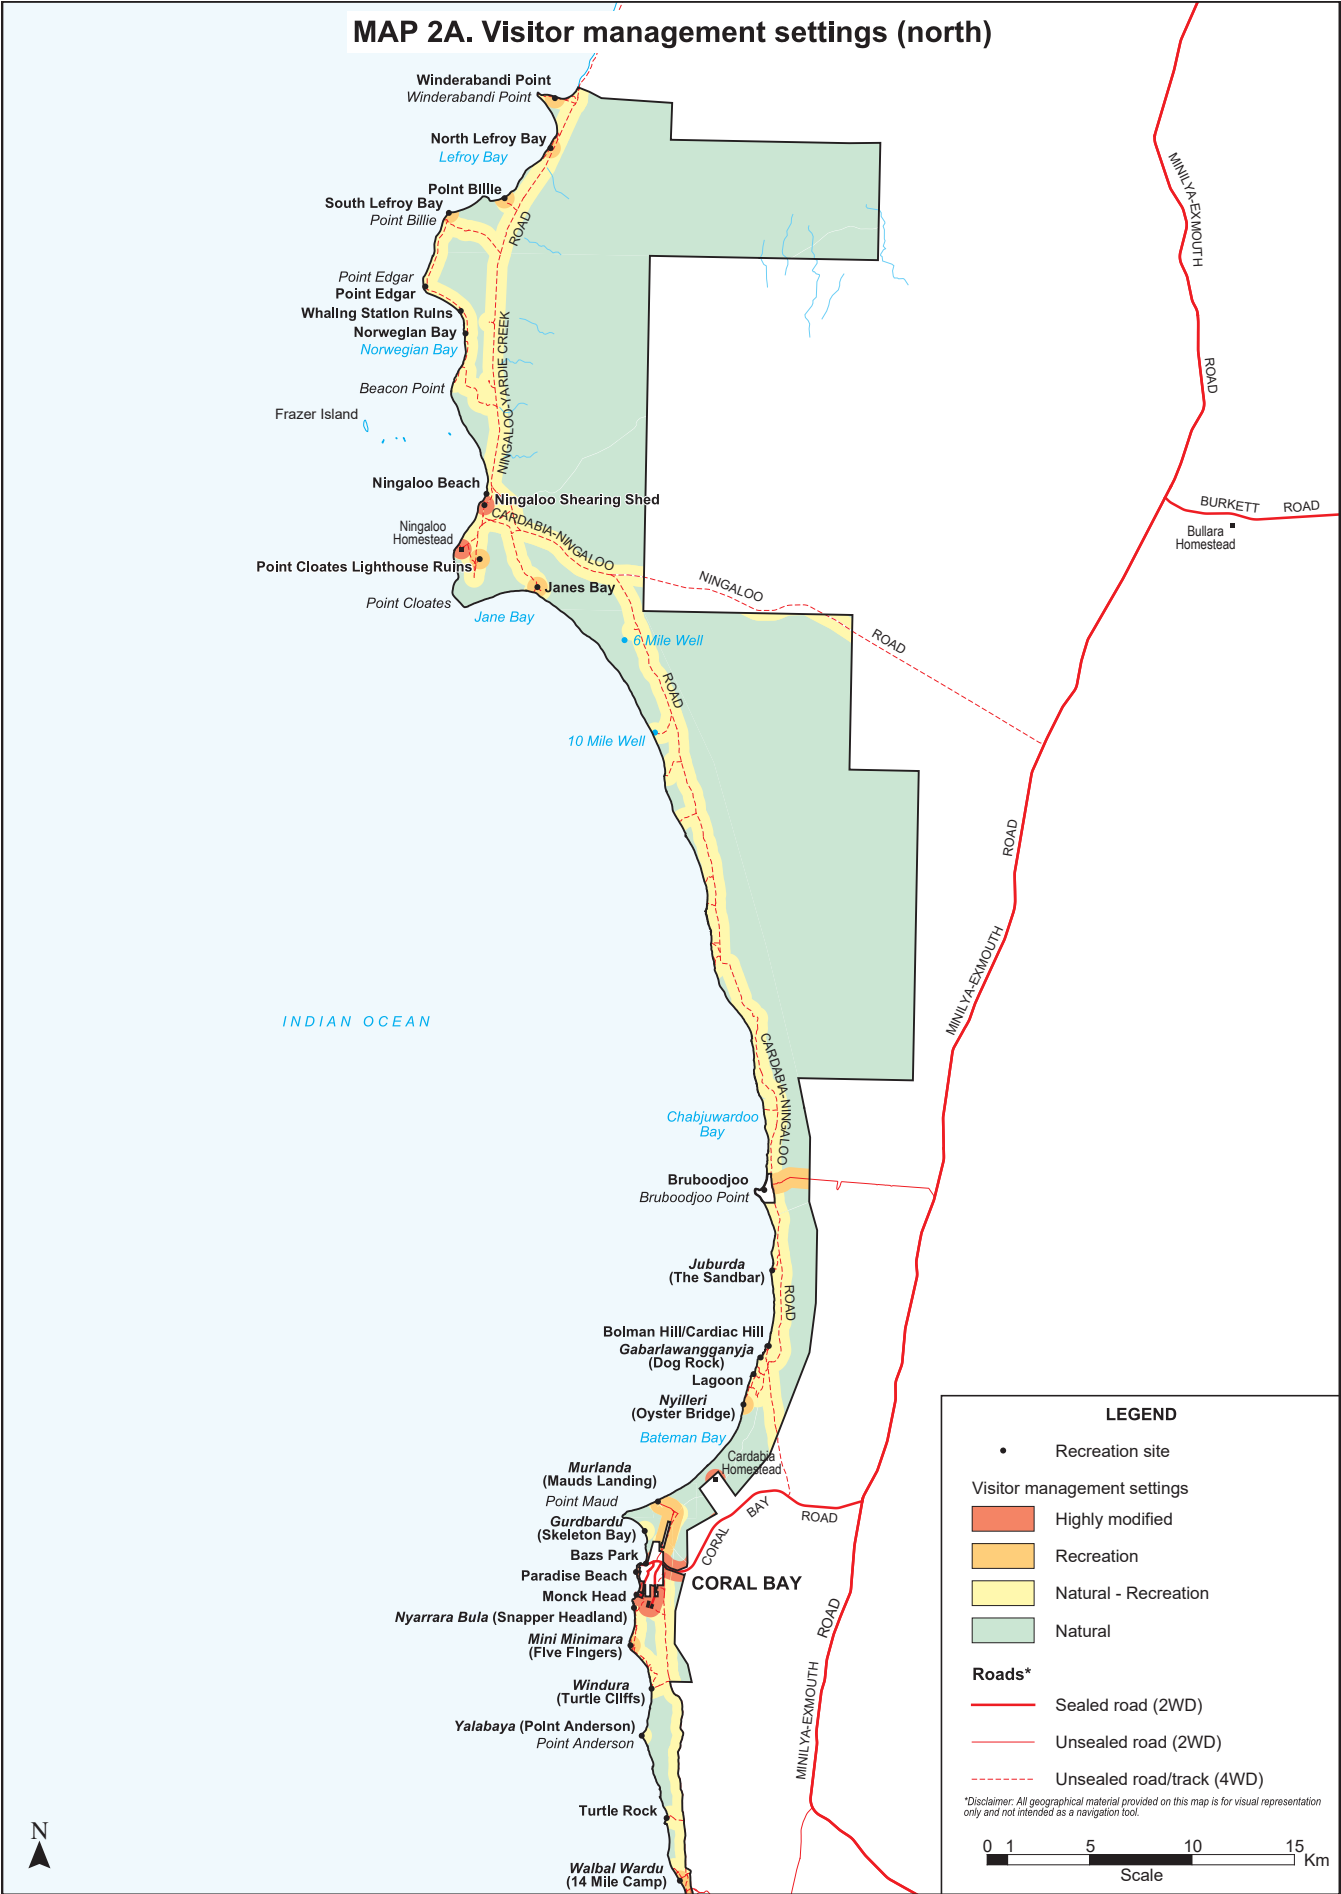 MAP 2A. Visitor management settings (north)
Winderabandi Point
Winderabandi Point
North Lefroy Bay
Lefroy Bay
Point Billie
South Lefroy Bay
Point Billie
ROAD
Point Edgar
Point Edgar
Whaling Station Ruins
Norwegian Bay
Norwegian Bay
NINGALOO-YARDIE CREEK
Beacon Point
Frazer Island
MINILYA-EXMOUTH
ROAD
Ningaloo Beach
Ningaloo Shearing Shed
CARDABIA-NINGALOO
Ningaloo
Homestead
Point Cloates Lighthouse Ruins
Janes Bay
Point Cloates
Jane Bay
NINGALOO
ROAD
BURKETT ROAD
Bullara
Homestead
6 Mile Well
ROAD
10 Mile Well
ROAD
MINILYA-EXMOUTH
INDIAN OCEAN
CARDABIA-NINGALOO
Chabjuwardoo
Bay
Bruboodjoo
Bruboodjoo Point
Juburda
(The Sandbar)
ROAD
Bolman Hill/Cardiac Hill
Gabarlawangganyja
(Dog Rock)
Lagoon
Nyilleri
(Oyster Bridge)
Bateman Bay
Cardabia
Homestead
Murlanda
(Mauds Landing)
Point Maud
Gurdbardu
(Skeleton Bay)
CORAL BAY ROAD
Bazs Park
Paradise Beach
CORAL BAY
Monck Head
Nyarrara Bula (Snapper Headland)
Mini Minimara
(Five Fingers)
ROAD
MINILYA-EXMOUTH
Windura
(Turtle Cliffs)
Yalabaya (Point Anderson)
Point Anderson
Turtle Rock
Walbal Wardu
(14 Mile Camp)
N
LEGEND
Recreation site
Visitor management settings
Highly modified
Recreation
Natural - Recreation
Natural
Roads*
Sealed road (2WD)
Unsealed road (2WD)
Unsealed road/track (4WD)
*Disclaimer: All geographical material provided on this map is for visual representation
only and not intended as a navigation tool.
0 1 5 10 15
Km
Scale